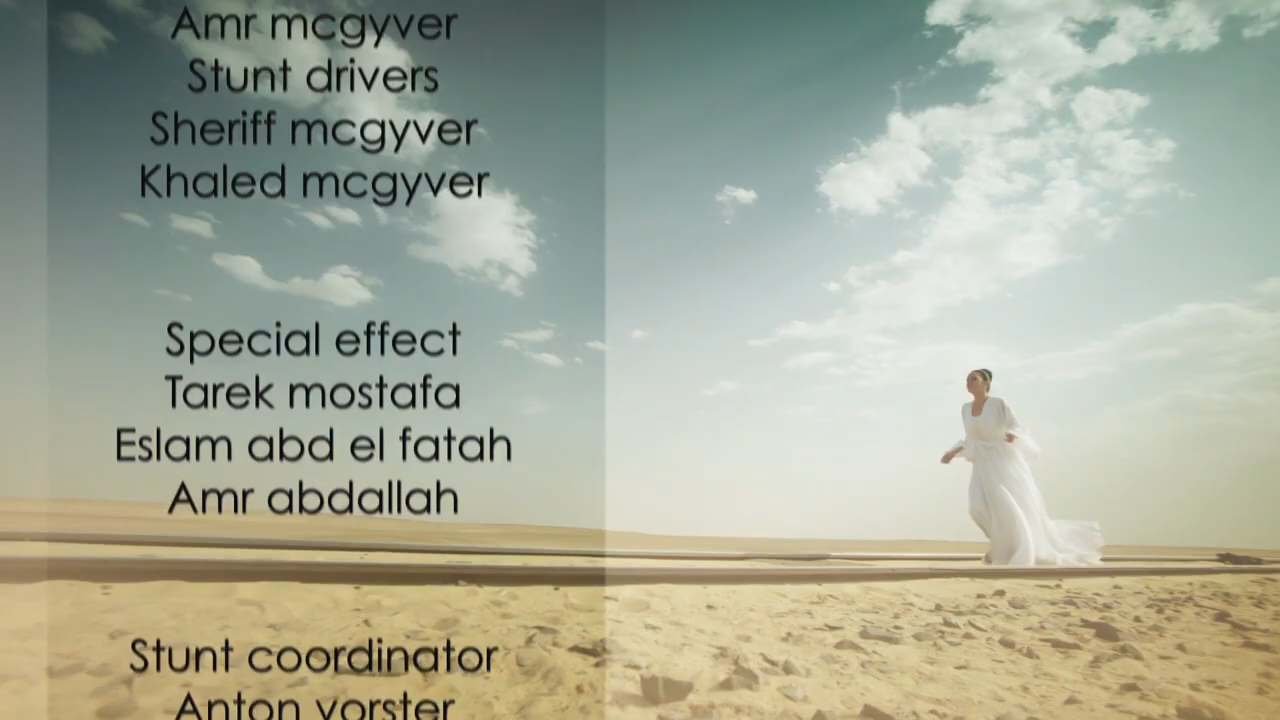 Amr mcgyver
Stunt drivers
Sheriff mcgyver
Khaled mcgyver
Special effect
Tarek mostafa
Eslam abd el fatah
Amr abdallah
Stunt coordinator
Anton vorster